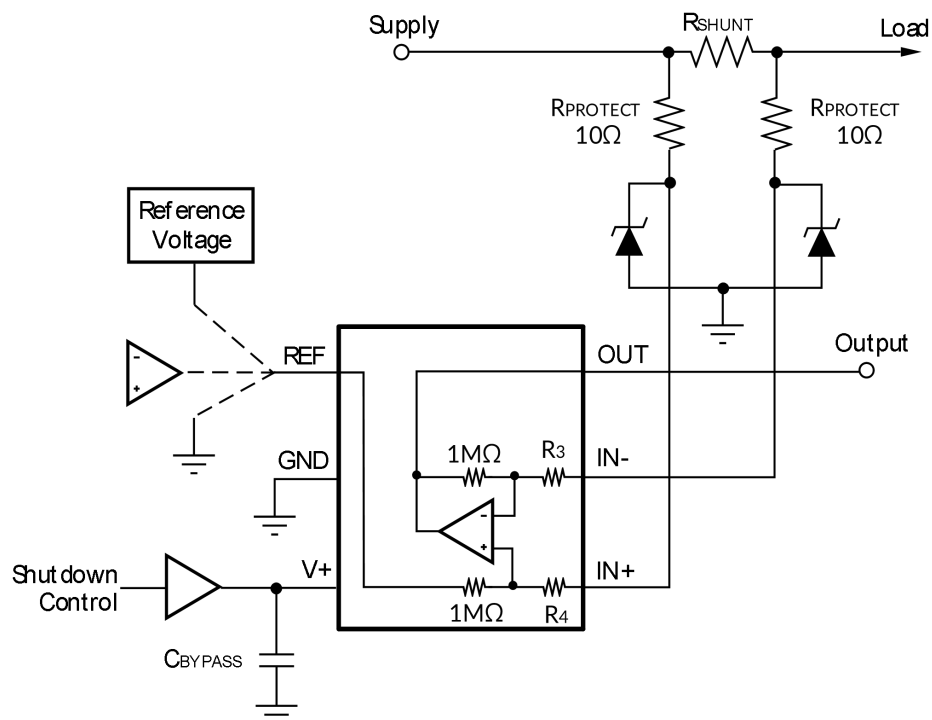 Supply
RSHUNT
Load
RPROTECT
10Ω
RPROTECT
10Ω
Reference
Voltage
REF
OUT
Output
-
+
GND
1MΩ
R3
IN-
-
+
V+
IN+
1MΩ
R4
Shutdown
Control
CBYPASS